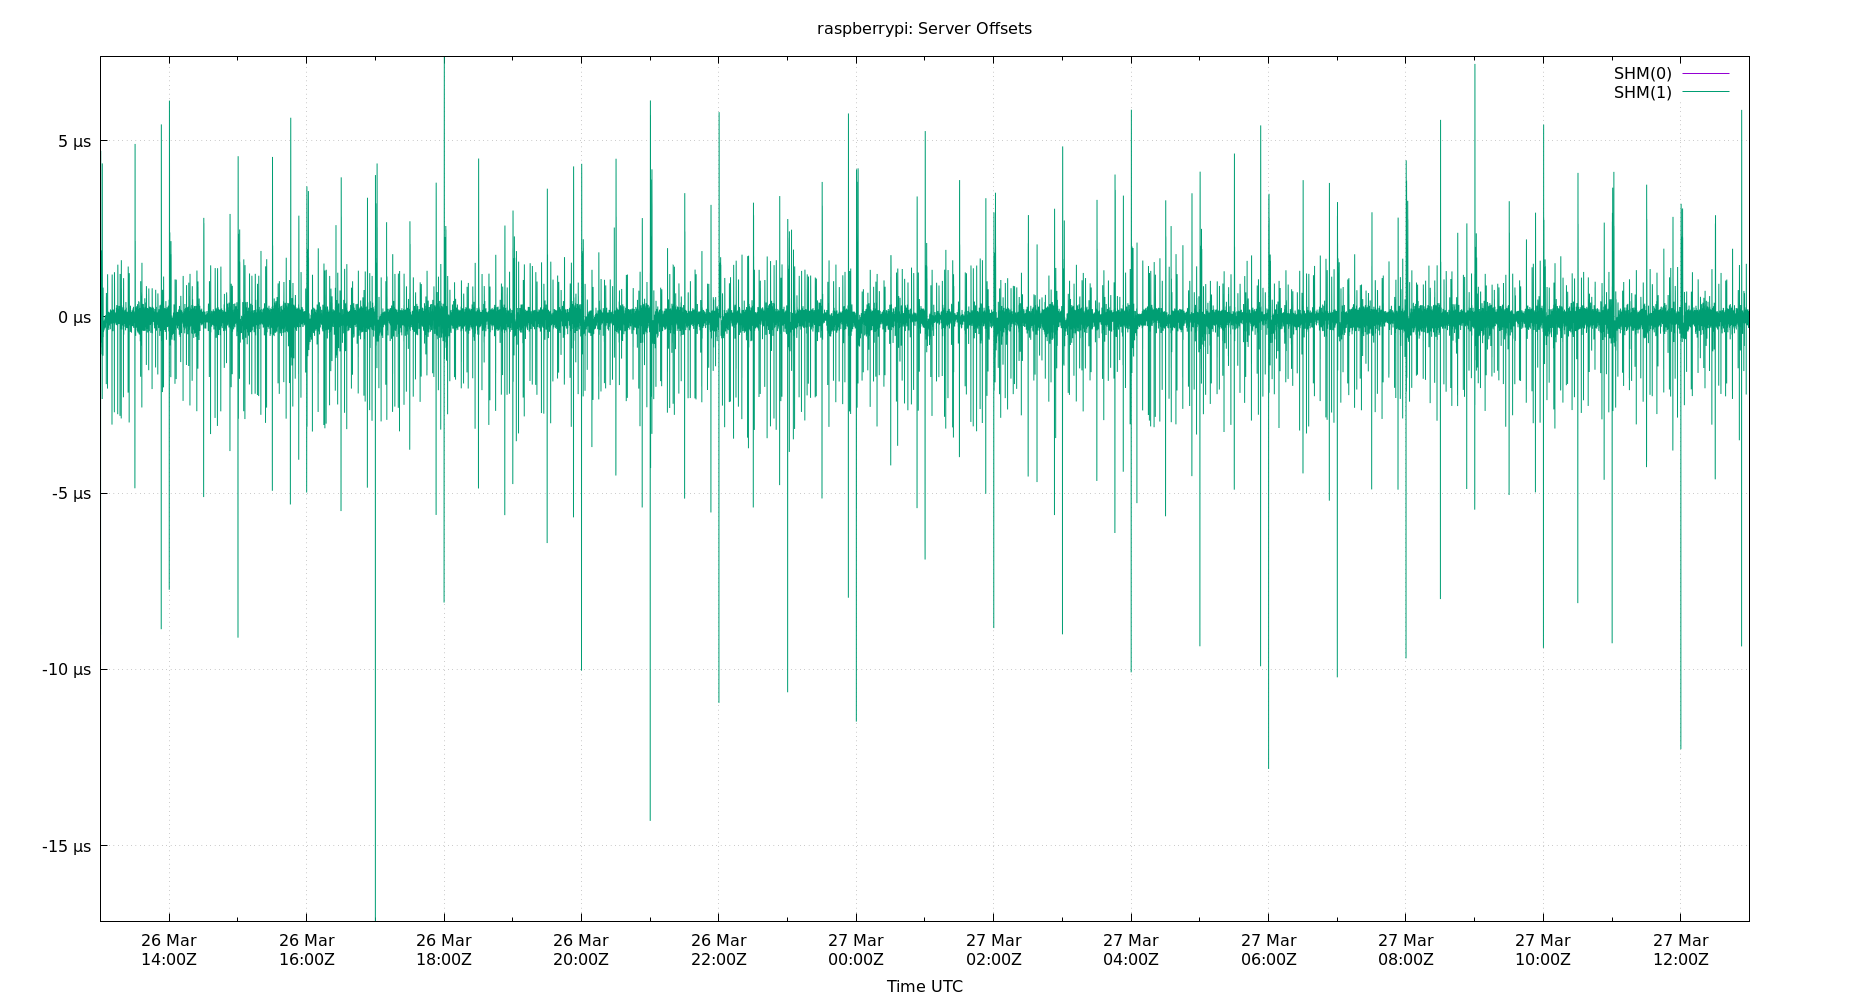 raspberrypi: Server Offsets
SHM(0)
SHM(1)
5 µs
0 µs
-5 µs
-10 µs
-15 µs
26 Mar 26 Mar 26 Mar 26 Mar 26 Mar 27 Mar 27 Mar 27 Mar 27 Mar 27 Mar 27 Mar 27 Mar
14:00Z 16:00Z 18:00Z 20:00Z 22:00Z 00:00Z 02:00Z 04:00Z 06:00Z 08:00Z 10:00Z 12:00Z
Time UTC